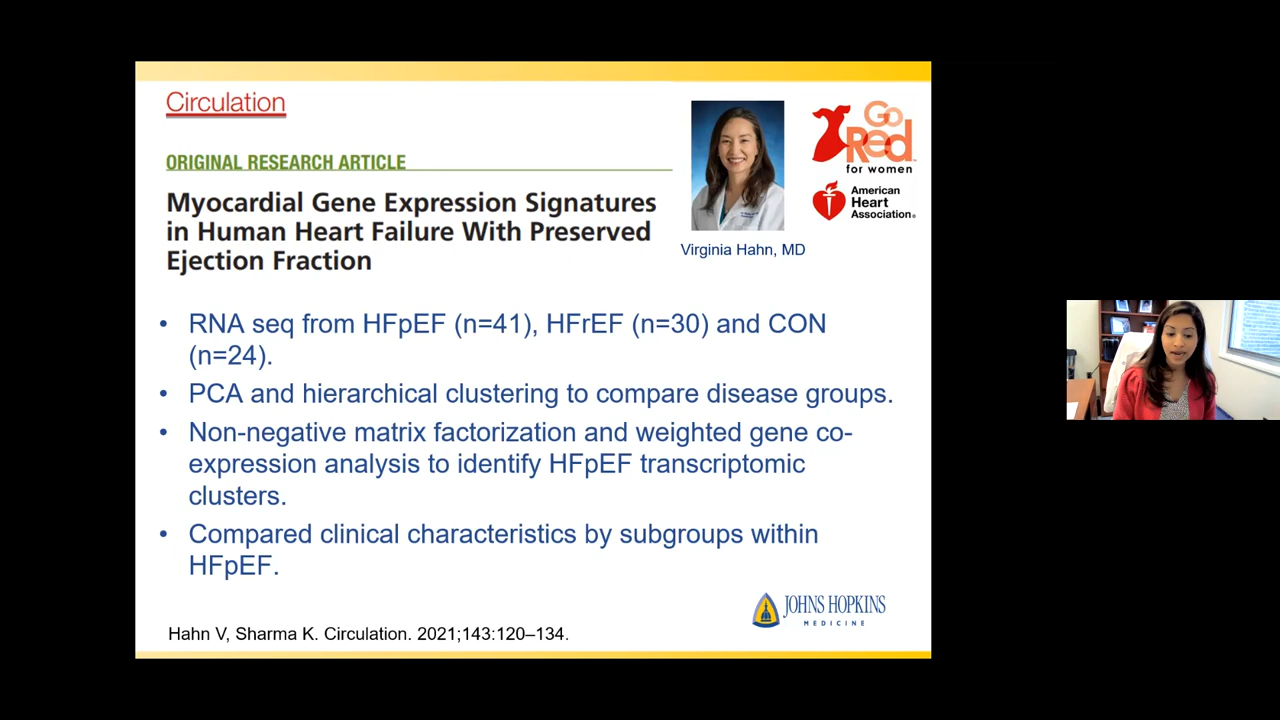 Circulation
ORIGINAL RESEARCH ARTICLE
Myocardial Gene Expression Signatures
in Human Heart Failure With Preserved
Ejection Fraction
Virginia Hahn, MD
Go
Red
for women
American
Heart
Association®
• RNA seq from HFpEF (n=41), HFrEF (n=30) and CON
(n=24).
• PCA and hierarchical clustering to compare disease groups.
• Non-negative matrix factorization and weighted gene co-
expression analysis to identify HFpEF transcriptomic
clusters.
• Compared clinical characteristics by subgroups within
HFpEF.
JOHNS HOPKINS
MEDICINE
Hahn V, Sharma K. Circulation. 2021;143:120–134.